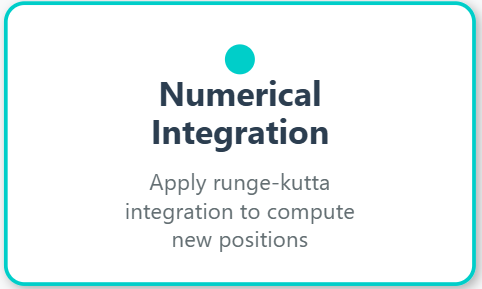 Numerical
Integration
Apply runge-kutta
integration to compute
new positions